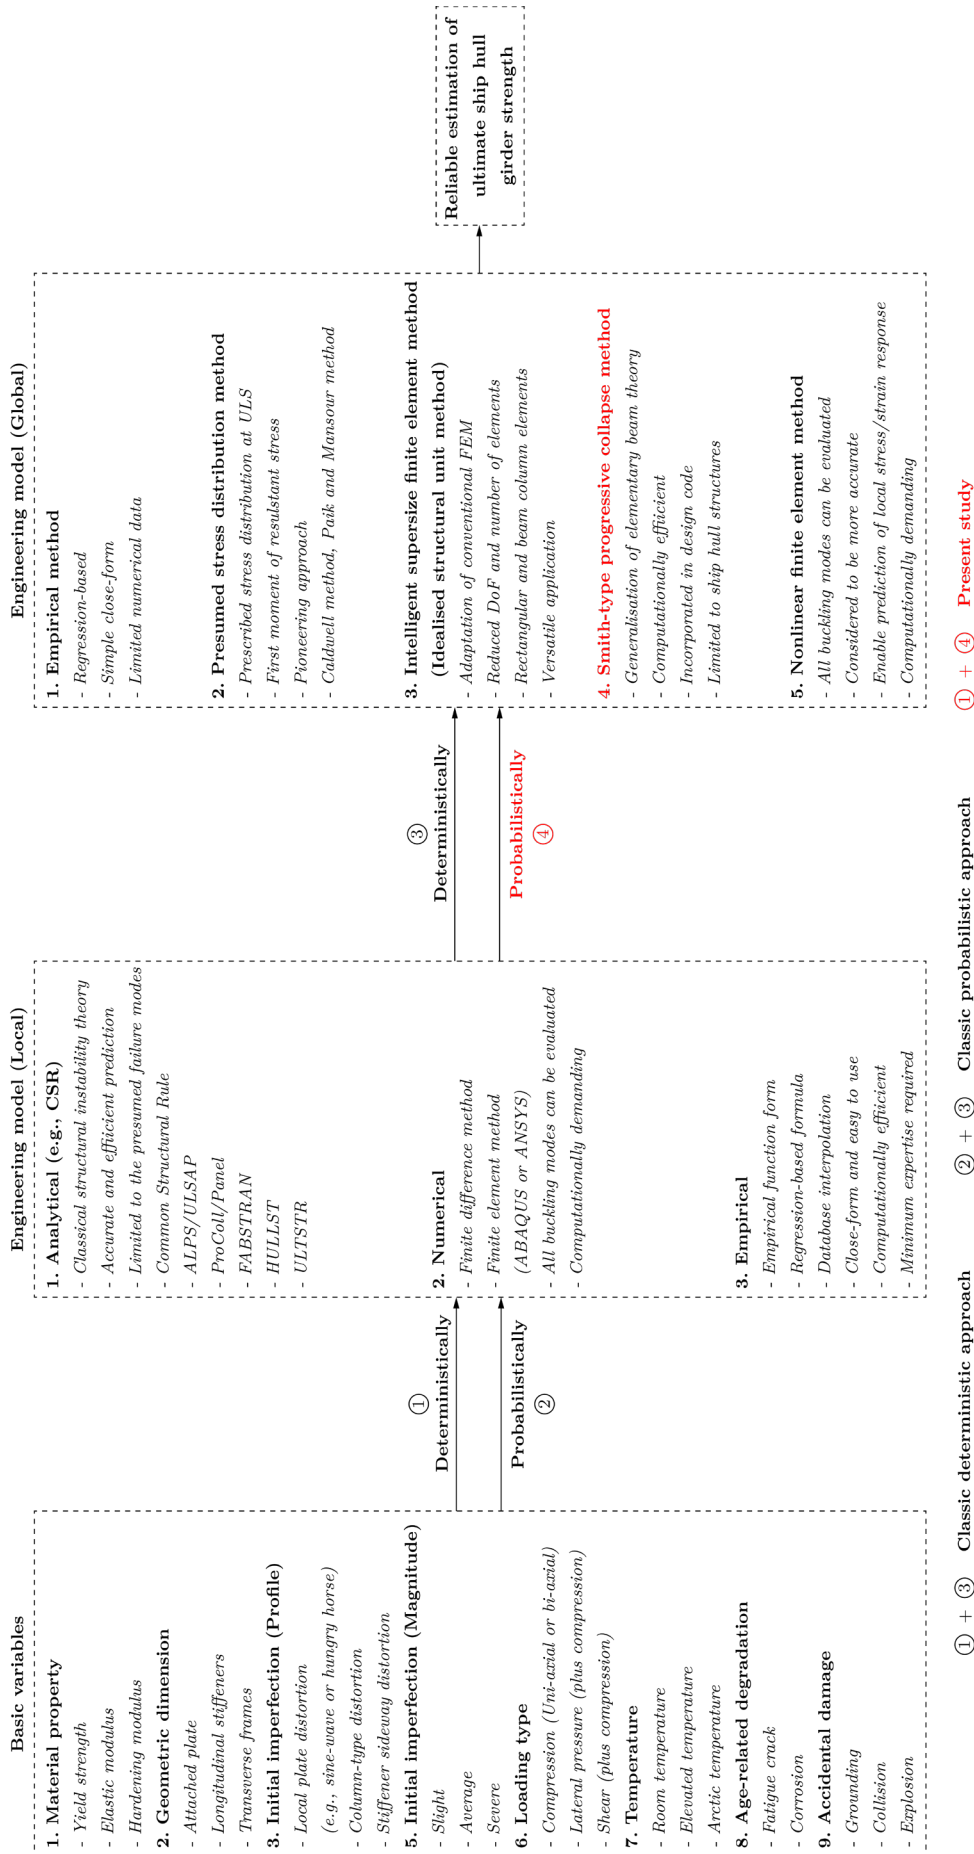 Basic variables
1. Material property
- Yield strength
- Elastic modulus
- Hardening modulus
2. Geometric dimension
- Attached plate
- Longitudinal stiffeners
- Transverse frames
3. Initial imperfection (Profile)
- Local plate distortion
(e.g., sine-wave or hungry horse)
- Column-type distortion
- Stiffener sideway distortion
5. Initial imperfection (Magnitude)
- Slight
- Average
- Severe
6. Loading type
- Compression (Uni-axial or bi-axial)
- Lateral pressure (plus compression)
- Shear (plus compression)
7. Temperature
- Room temperature
- Elevated temperature
- Arctic temperature
8. Age-related degradation
- Fatigue crack
- Corrosion
9. Accidental damage
- Grounding
- Collision
- Explosion
①
Deterministically
Probabilistically
②
Engineering model (Local)
1. Analytical (e.g., CSR)
- Classical structural instability theory
- Accurate and effiicient prediction
- Limited to the presumed failure modes
- Common Structural Rule
- ALPS/ULSAP
- ProColl/Panel
- FABSTRAN
- HULLST
- ULTSTR
2. Numerical
- Finite difference method
- Finite element method
(ABAQUS or ANSYS)
- All buckling modes can be evaluated
- Computationally demanding
3. Empirical
- Empirical function form
- Regression-based formula
- Database interpolation
- Close-form and easy to use
- Computationally effiicient
- Minimum expertise required
③
Deterministically
Probabilistically
④
Engineering model (Global)
1. Empirical method
- Regression-based
- Simple close-form
- Limited numerical data
2. Presumed stress distribution method
- Prescribed stress distribution at ULS
- First moment of resulstant stress
- Pioneering approach
- Caldwell method, Paik and Mansour method
3. Intelligent supersize finite element method
(Idealised structural unit method)
- Adaptation of conventional FEM
- Reduced DoF and number of elements
- Rectangular and beam column elements
- Versatile application
4. Smith-type progressive collapse method
- Generalisation of elementary beam theory
- Computationally effiicient
- Incorporated in design code
- Limited to ship hull structures
5. Nonlinear finite element method
- All buckling modes can be evaluated
- Considered to be more accurate
- Enable prediction of local stress/strain response
- Computationally demanding
Reliable estimation of
ultimate ship hull
girder strength
① + ③ Classic deterministic approach
② + ③ Classic probabilistic approach
① + ④ Present study